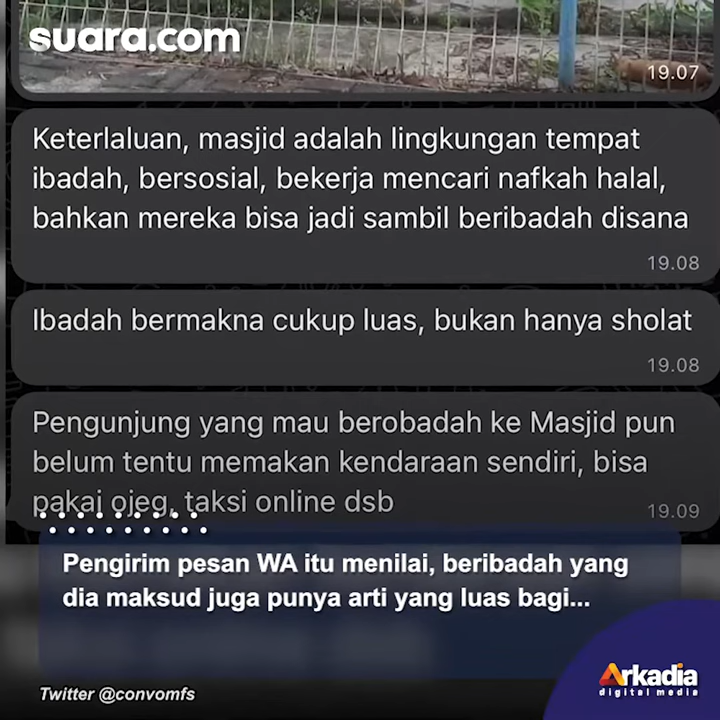 suara.com
19.07
Keterlaluan, masjid adalah lingkungan tempat
ibadah, bersosial, bekerja mencari nafkah halal,
bahkan mereka bisa jadi sambil beribadah disana
19.08
Ibadah bermakna cukup luas, bukan hanya sholat
19.08
Pengunjung yang mau berobadah ke Masjid pun
belum tentu memakan kendaraan sendiri, bisa
pakai ojeg, taksi online dsb
19.09
Pengirim pesan WA itu menilai, beribadah yang
dia maksud juga punya arti yang luas bagi...
Twitter @convomfs
Arkadia
digital media